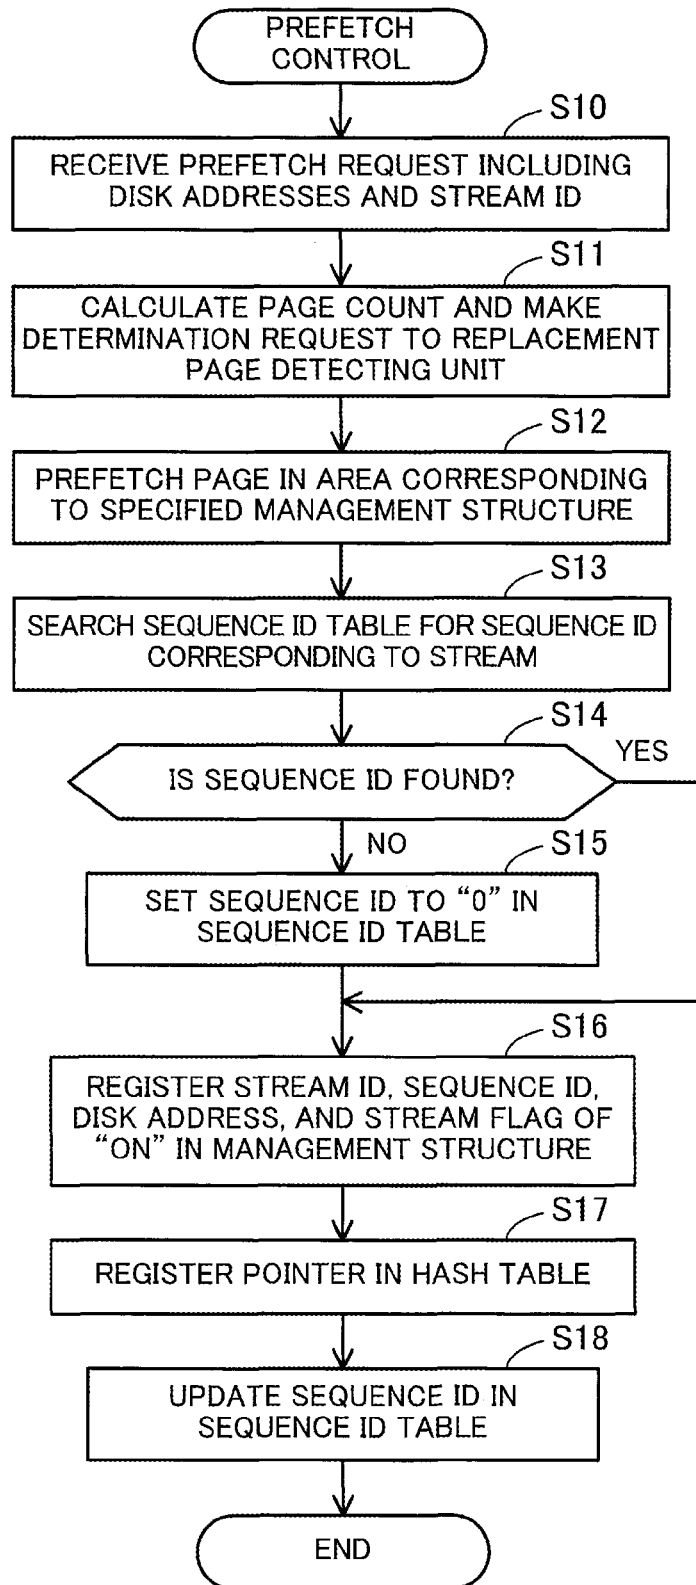 PREFETCH
CONTROL
S10
RECEIVE PREFETCH REQUEST INCLUDING
DISK ADDRESSES AND STREAM ID
S11
CALCULATE PAGE COUNT AND MAKE
DETERMINATION REQUEST TO REPLACEMENT
PAGE DETECTING UNIT
S12
PREFETCH PAGE IN AREA CORRESPONDING
TO SPECIFIED MANAGEMENT STRUCTURE
S13
SEARCH SEQUENCE ID TABLE FOR SEQUENCE ID
CORRESPONDING TO STREAM
S14
IS SEQUENCE ID FOUND?
YES
NO
S15
SET SEQUENCE ID TO “0” IN
SEQUENCE ID TABLE
S16
REGISTER STREAM ID, SEQUENCE ID,
DISK ADDRESS, AND STREAM FLAG OF
“ON” IN MANAGEMENT STRUCTURE
S17
REGISTER POINTER IN HASH TABLE
S18
UPDATE SEQUENCE ID IN
SEQUENCE ID TABLE
END